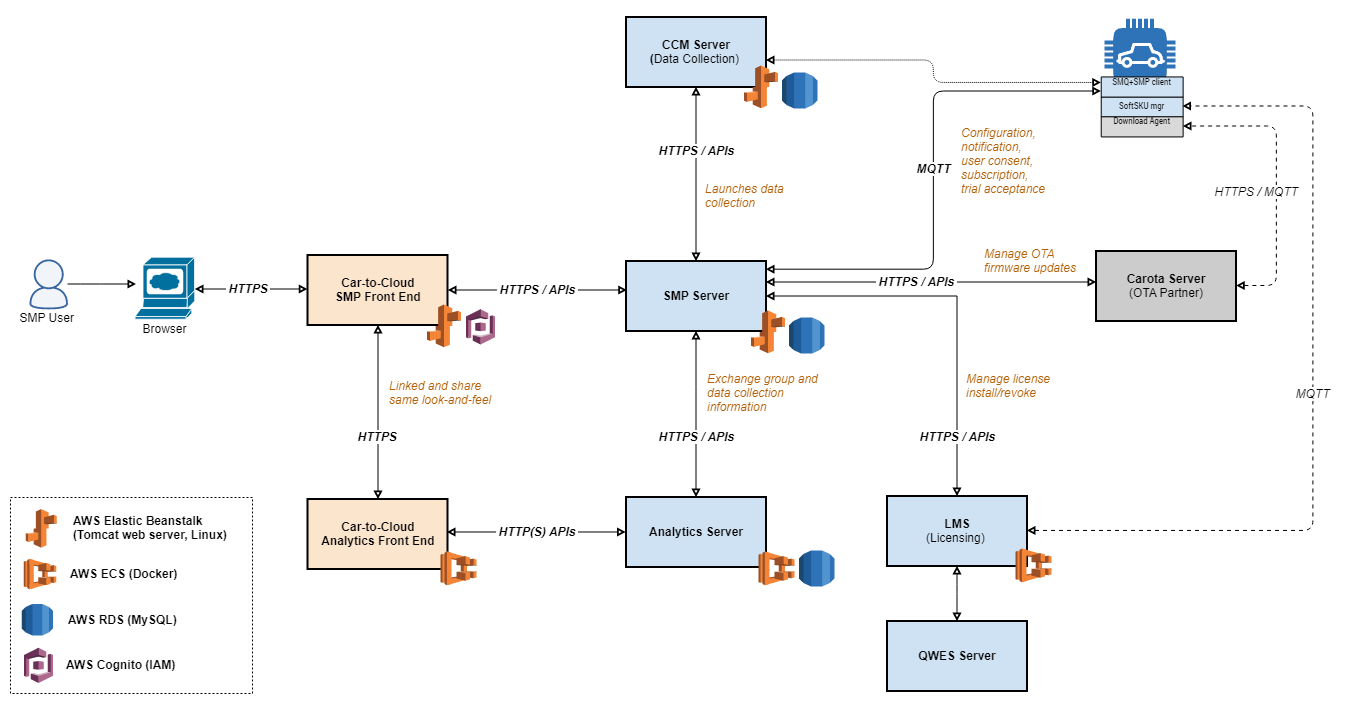 CCM Server
(Data Collection)
SMQ+SMP client
SoftSKU mgr
Download Agent
HTTPS / APIs
MQTT
Configuration,
notification,
user consent,
subscription,
trial acceptance
Launches data
collection
HTTPS / MQTT
SMP User
Browser
HTTPS
Car-to-Cloud
SMP Front End
HTTPS / APIs
SMP Server
HTTPS / APIs
Manage OTA
firmware updates
Carota Server
(OTA Partner)
Linked and share
same look-and-feel
Exchange group and
data collection
information
Manage license
install/revoke
MQTT
HTTPS
HTTPS / APIs
HTTPS / APIs
Car-to-Cloud
Analytics Front End
HTTP(S) APIs
Analytics Server
LMS
(Licensing)
QWES Server
AWS Elastic Beanstalk
(Tomcat web server, Linux)
AWS ECS (Docker)
AWS RDS (MySQL)
AWS Cognito (IAM)